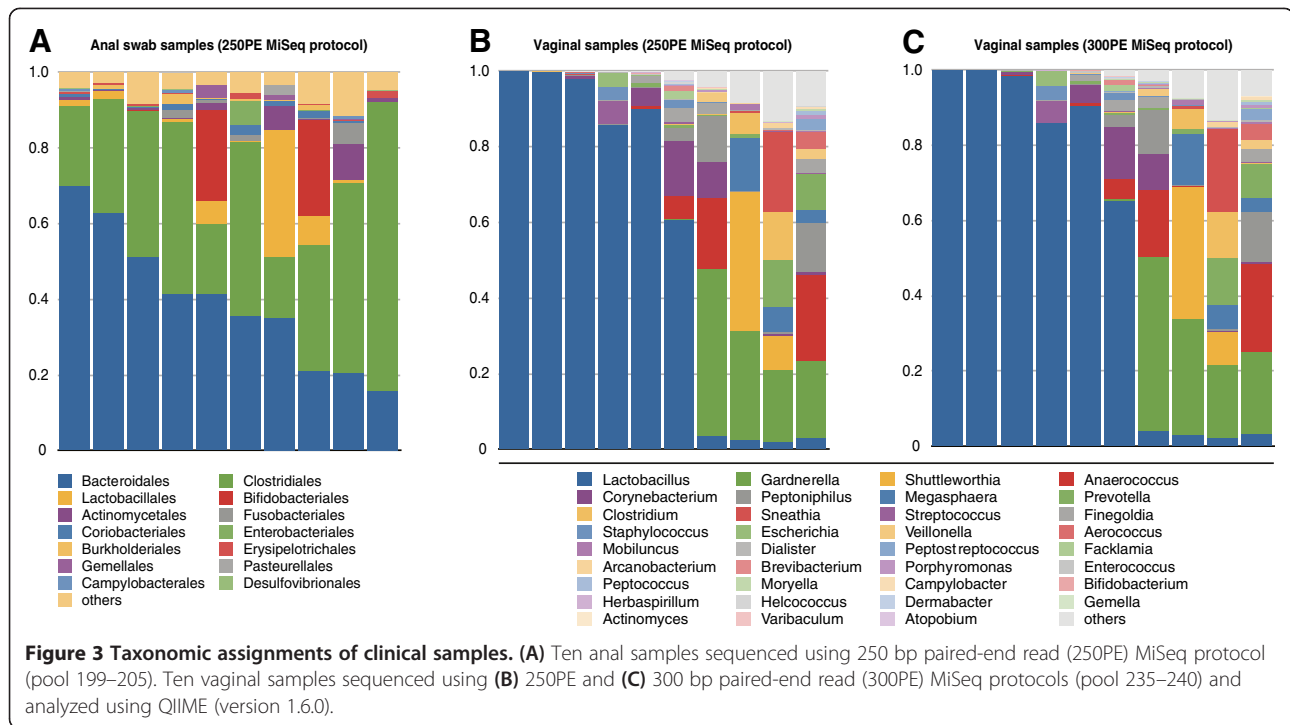 A
Anal swab samples (250PE MiSeq protocol)
1.0
0.8
0.6
0.4
0.2
0
Bacteroidales
Clostridiales
Lactobacillales
Bifidobacteriales
Actinomycetales
Fusobacteriales
Coriobacteriales
Enterobacteriales
Burkholderiales
Erysipelotrichales
Gemellales
Pasteurellales
Campylobacterales
Desulfovibrionales
others
B
Vaginal samples (250PE MiSeq protocol)
1.0
0.8
0.6
0.4
0.2
0
C
Vaginal samples (300PE MiSeq protocol)
1.0
0.8
0.6
0.4
0.2
0
Lactobacillus
Gardnerella
Shuttleworthia
Anaerococcus
Corynebacterium
Peptoniphilus
Megasphaera
Prevotella
Clostridium
Sneathia
Streptococcus
Finegoldia
Staphylococcus
Escherichia
Veillonella
Aerococcus
Mobiluncus
Dialister
Peptostreptococcus
Facklamia
Arcanobacterium
Brevibacterium
Porphyromonas
Enterococcus
Peptococcus
Moryella
Campylobacter
Bifidobacterium
Herbaspirillum
Helcococcus
Dermabacter
Gemella
Actinomyces
Varibaculum
Atopobium
others
Figure 3 Taxonomic assignments of clinical samples. (A) Ten anal samples sequenced using 250 bp paired-end read (250PE) MiSeq protocol
(pool 199–205). Ten vaginal samples sequenced using (B) 250PE and (C) 300 bp paired-end read (300PE) MiSeq protocols (pool 235–240) and
analyzed using QIIME (version 1.6.0).